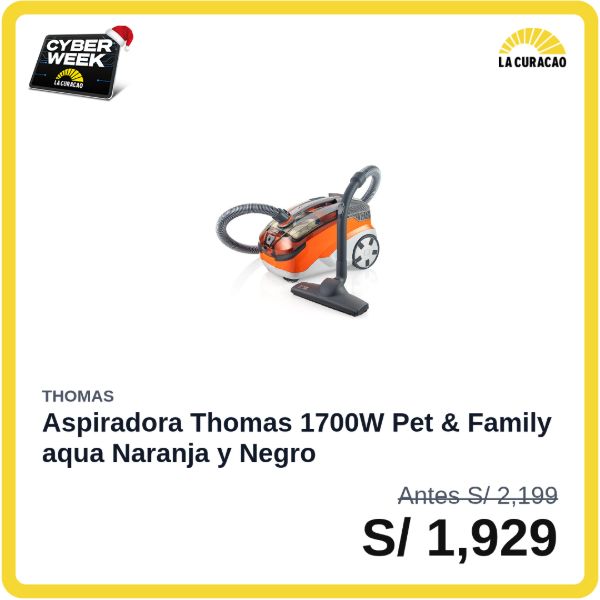 CYBER
WEEK
LA CURACAO
LA CURACAO
THOMAS
Aspiradora Thomas 1700W Pet & Family
aqua Naranja y Negro
Antes S/ 2,199
S/ 1,929